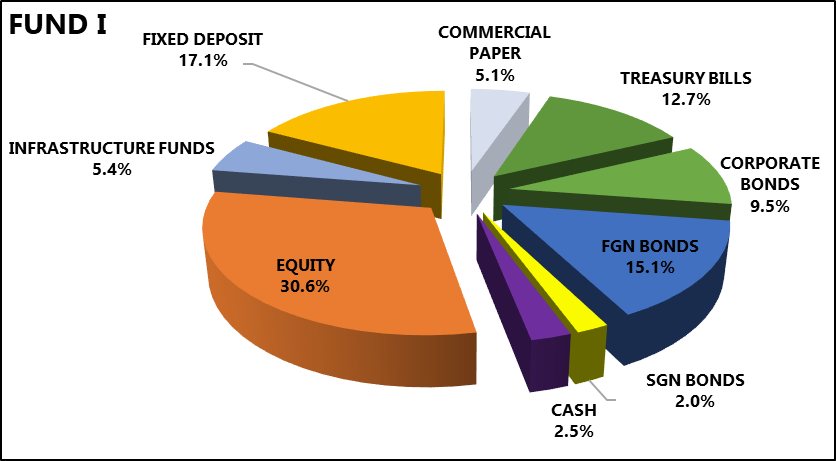 FUND I
FIXED DEPOSIT
17.1%
COMMERCIAL
PAPER
5.1%
TREASURY BILLS
12.7%
INFRASTRUCTURE FUNDS
5.4%
CORPORATE
BONDS
9.5%
EQUITY
30.6%
FGN BONDS
15.1%
SGN BONDS
2.0%
CASH
2.5%